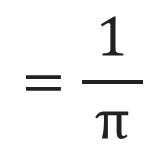 = 1/π